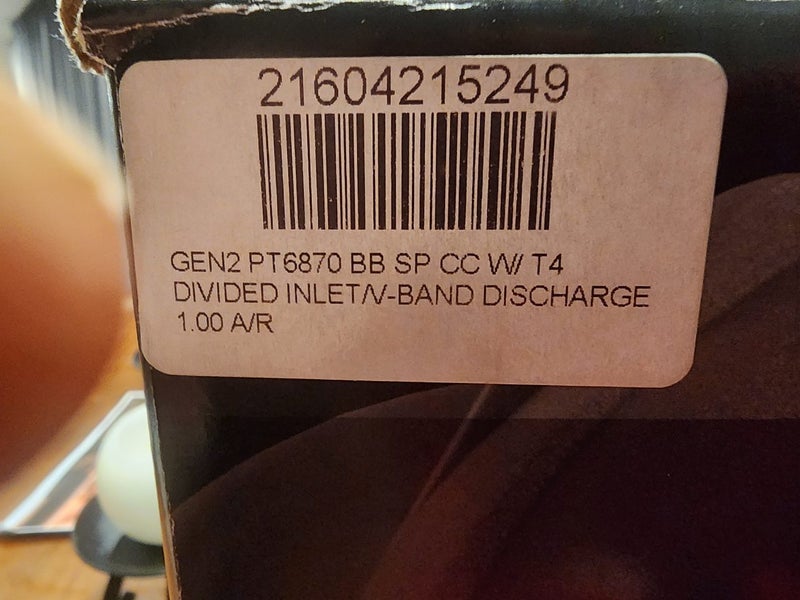 21604215249
GEN2 PT6870 BB SP CC W/ T4
DIVIDED INLET/V-BAND DISCHARGE
1.00 A/R